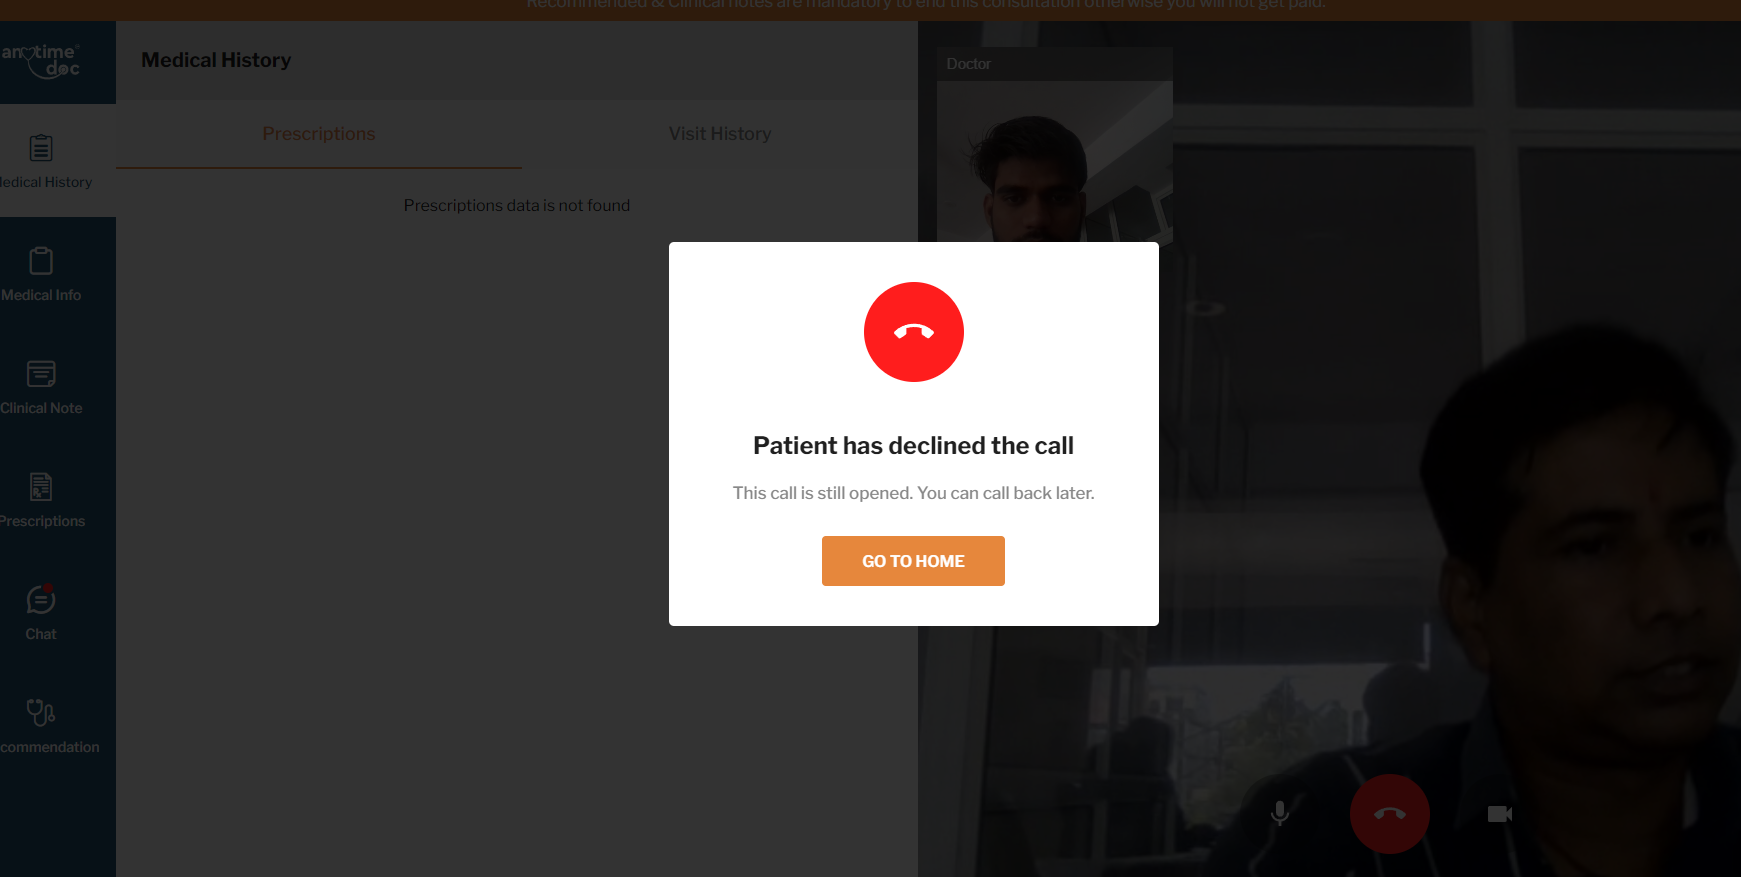 Recommended & Clinical notes are mandatory to end this consultation otherwise you will not get paid.
anytime
doc
Medical History
Doctor
Prescriptions
Visit History
edical History
Prescriptions data is not found
Medical Info
Clinical Note
Patient has declined the call
This call is still opened. You can call back later.
Prescriptions
GO TO HOME
Chat
commendation